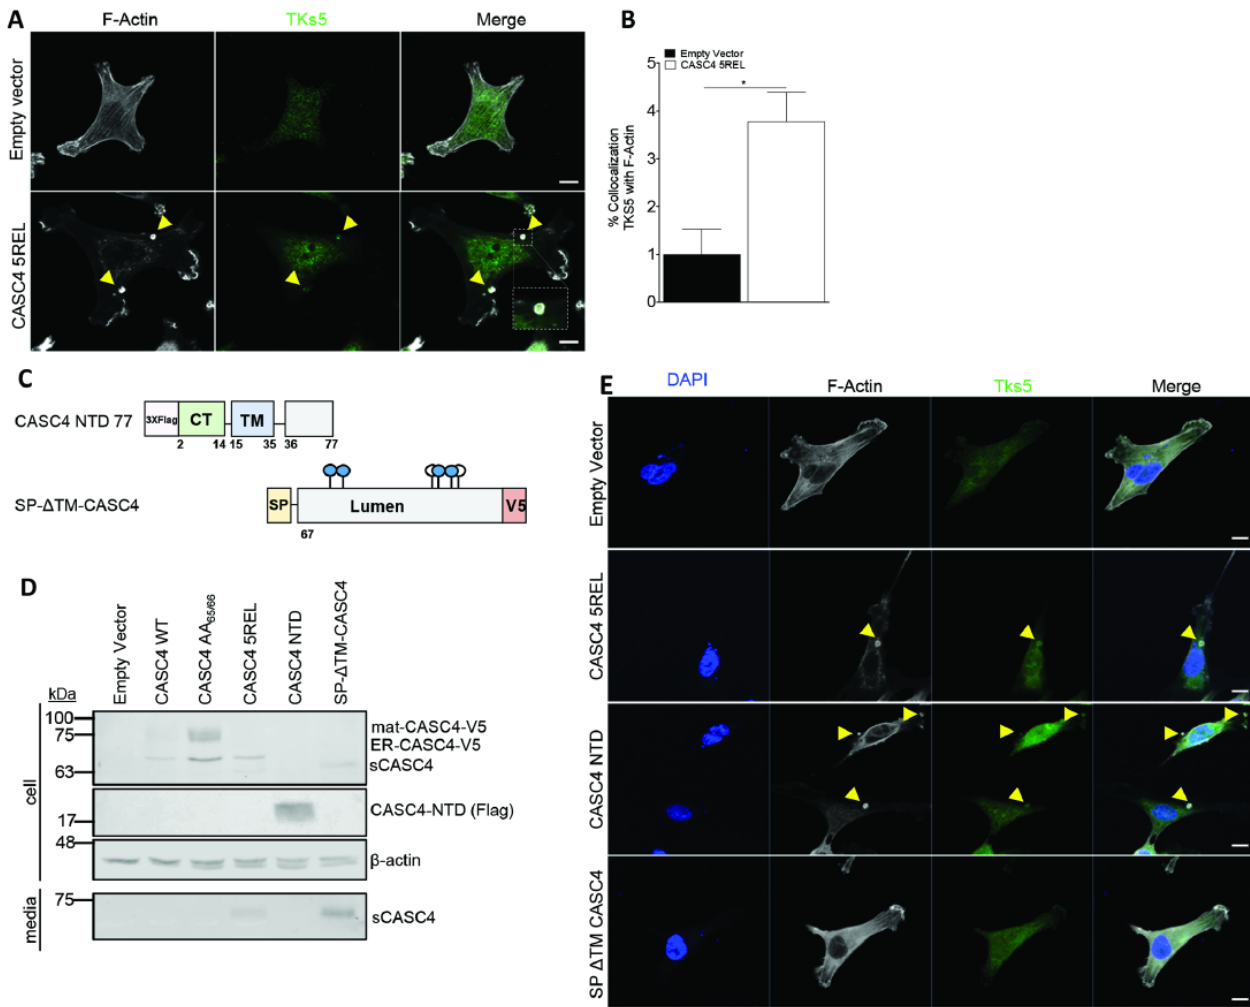 A
F-Actin
TKs5
Merge
Empty vector
CASC4 5REL
B
Empty Vector
CASC4 5REL
% Collocalization
TKS5 with F-Actin
5
4
3
2
1
0
*
C
CASC4 NTD 77
3XFlag
CT
TM
2
14
15
35
36
77
SP-ΔTM-CASC4
SP
Lumen
V5
67
D
Empty Vector
CASC4 WT
CASC4 AA65/66
CASC4 5REL
CASC4 NTD
SP-ΔTM-CASC4
kDa
100
75
63
17
48
75
cell
media
mat-CASC4-V5
ER-CASC4-V5
sCASC4
CASC4-NTD (Flag)
β-actin
sCASC4
E
DAPI
F-Actin
Tks5
Merge
Empty Vector
CASC4 5REL
CASC4 NTD
SP ΔTM CASC4